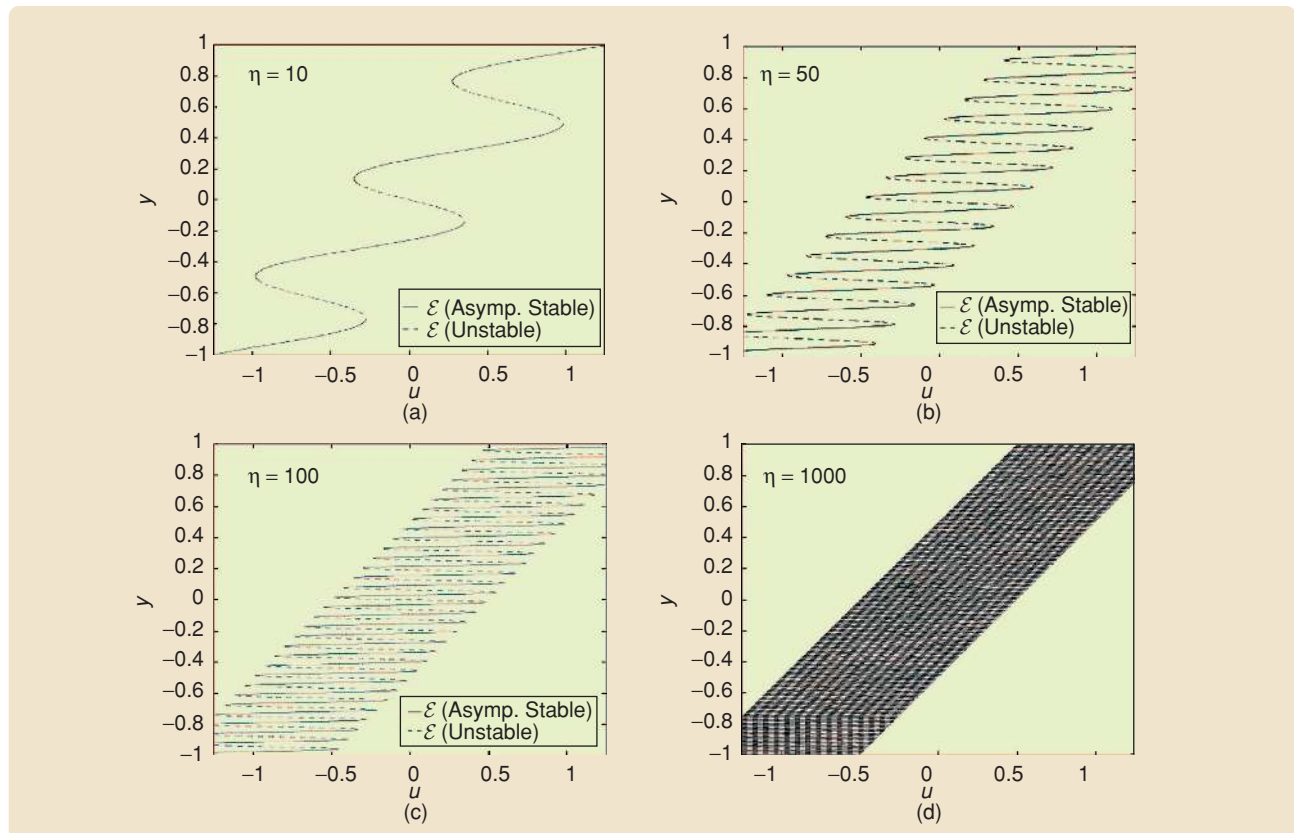 η = 10
1
0.8
0.6
0.4
0.2
0
−0.2
−0.4
−0.6
−0.8
−1
y
ℰ (Asymp. Stable)
ℰ (Unstable)
−1
−0.5
0
0.5
1
u
(a)
η = 50
1
0.8
0.6
0.4
0.2
0
−0.2
−0.4
−0.6
−0.8
−1
y
ℰ (Asymp. Stable)
ℰ (Unstable)
−1
−0.5
0
0.5
1
u
(b)
η = 100
1
0.8
0.6
0.4
0.2
0
−0.2
−0.4
−0.6
−0.8
−1
y
ℰ (Asymp. Stable)
ℰ (Unstable)
−1
−0.5
0
0.5
1
u
(c)
η = 1000
1
0.8
0.6
0.4
0.2
0
−0.2
−0.4
−0.6
−0.8
−1
y
−1
−0.5
0
0.5
1
u
(d)